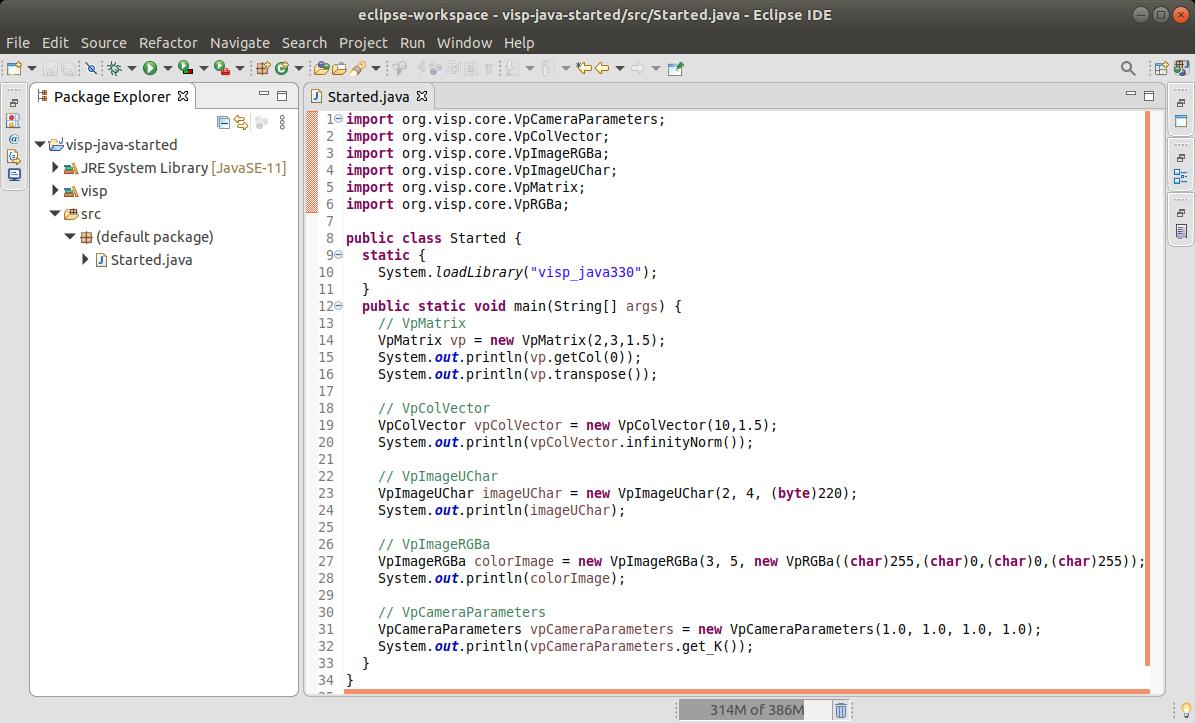 eclipse-workspace - visp-java-started/src/Started.java - Eclipse IDE
File Edit Source Refactor Navigate Search Project Run Window Help
Package Explorer
visp-java-started
JRE System Library [JavaSE-11]
visp
src
(default package)
Started.java
Started.java
1 import org.visp.core.VpCameraParameters;
2 import org.visp.core.VpColVector;
3 import org.visp.core.VpImageRGBa;
4 import org.visp.core.VpImageUChar;
5 import org.visp.core.VpMatrix;
6 import org.visp.core.VpRGBa;
7
8 public class Started {
9   static {
10     System.loadLibrary("visp_java330");
11   }
12   public static void main(String[] args) {
13     // VpMatrix
14     VpMatrix vp = new VpMatrix(2,3,1.5);
15     System.out.println(vp.getCol(0));
16     System.out.println(vp.transpose());
17
18     // VpColVector
19     VpColVector vpColVector = new VpColVector(10,1.5);
20     System.out.println(vpColVector.infinityNorm());
21
22     // VpImageUChar
23     VpImageUChar imageUChar = new VpImageUChar(2, 4, (byte)220);
24     System.out.println(imageUChar);
25
26     // VpImageRGBa
27     VpImageRGBa colorImage = new VpImageRGBa(3, 5, new VpRGBa((char)255,(char)0,(char)0,(char)255));
28     System.out.println(colorImage);
29
30     // VpCameraParameters
31     VpCameraParameters vpCameraParameters = new VpCameraParameters(1.0, 1.0, 1.0, 1.0);
32     System.out.println(vpCameraParameters.get_K());
33   }
34 }
314M of 386M